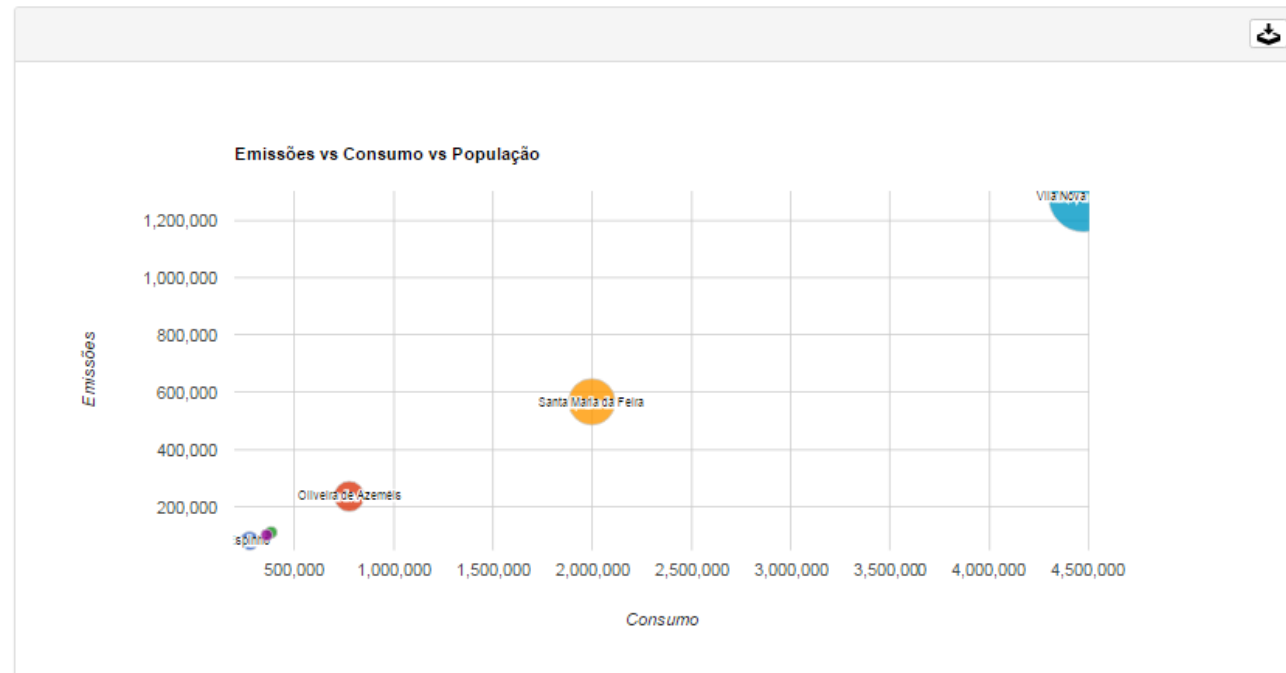 Emissões vs Consumo vs População
Vila Nova
1,200,000
1,000,000
800,000
600,000
400,000
200,000
Emissões
Santa Maria da Feira
Oliveira de Azeméis
spinho
500,000
1,000,000
1,500,000
2,000,000
2,500,000
3,000,000
3,500,000
4,000,000
4,500,000
Consumo